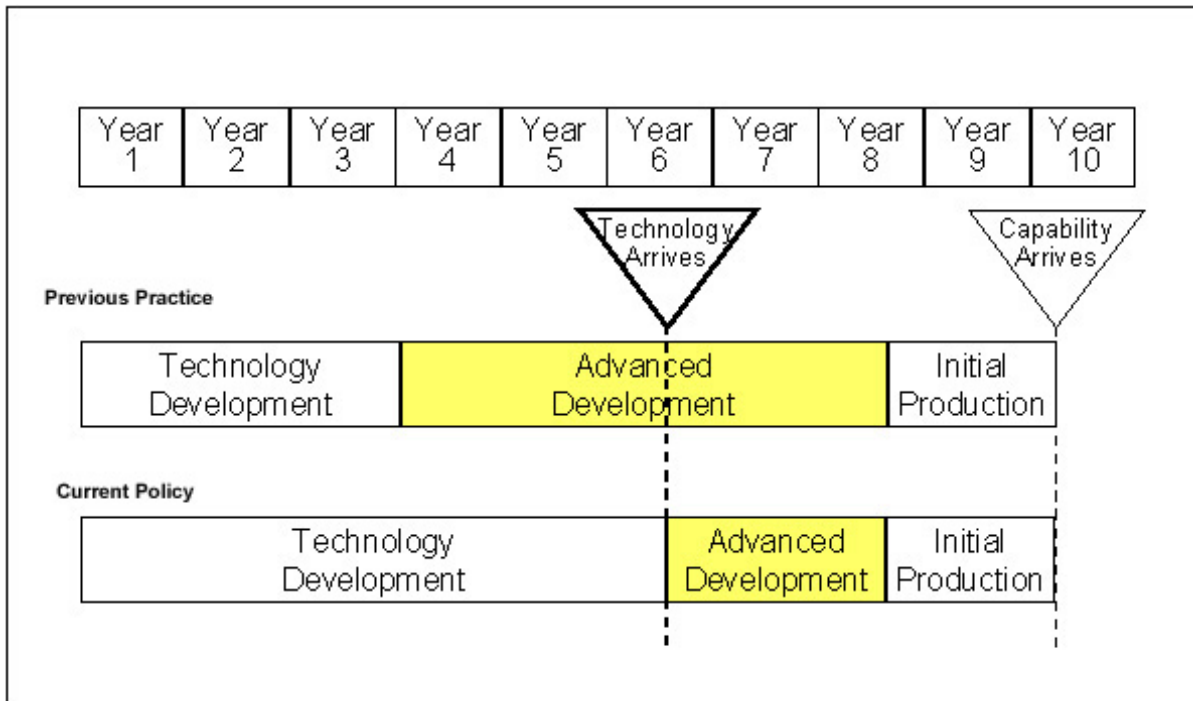 Year Year Year Year Year Year Year Year Year Year
1 2 3 4 5 6 7 8 9 10
Technology Capability
Arrives Arrives
Previous Practice
Technology Advanced Initial
Development Development Production
Current Policy
Technology Advanced Initial
Development Development Production